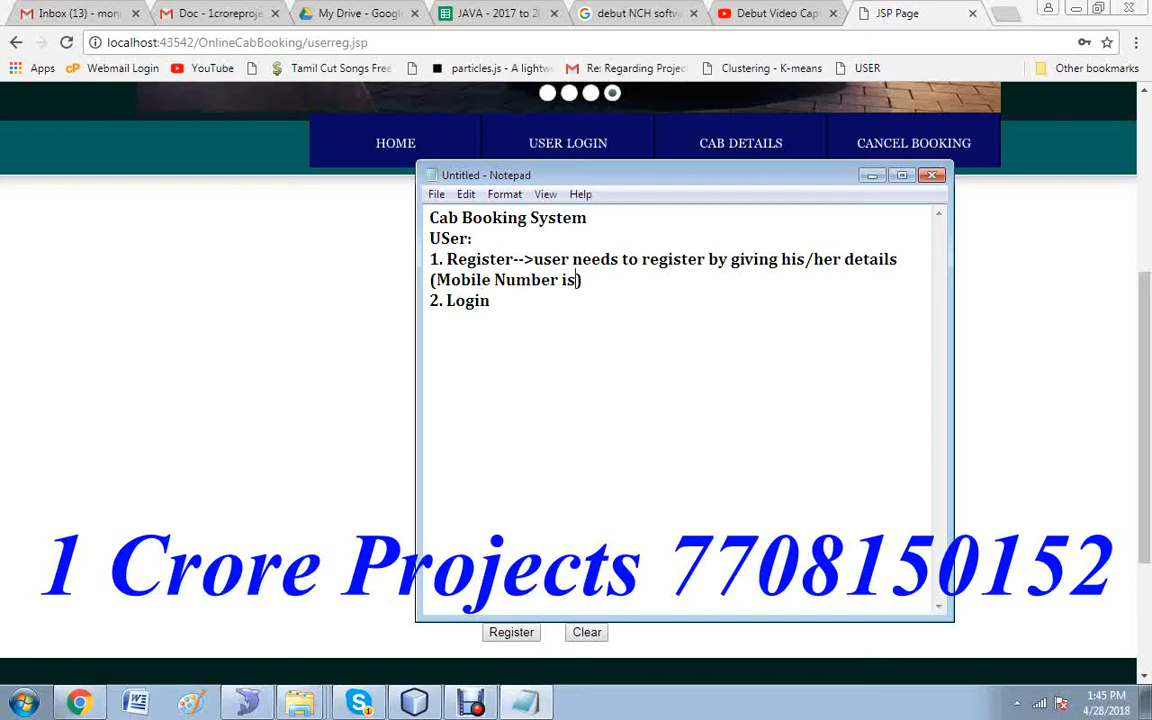 Inbox (13) - mon
Doc - 1croreproje
My Drive - Google
JAVA - 2017 to 2
debut NCH softw
Debut Video Cap
JSP Page
localhost:43542/OnlineCabBooking/userreg.jsp
Apps
Webmail Login
YouTube
Tamil Cut Songs Free
particles.js - A lightw
Re: Regarding Projec
Clustering - K-means
USER
Other bookmarks
HOME
USER LOGIN
CAB DETAILS
CANCEL BOOKING
Untitled - Notepad
File Edit Format View Help
Cab Booking System
USer:
1. Register-->user needs to register by giving his/her details
(Mobile Number is)
2. Login
1 Crore Projects 7708150152
Register
Clear
1:45 PM
4/28/2018